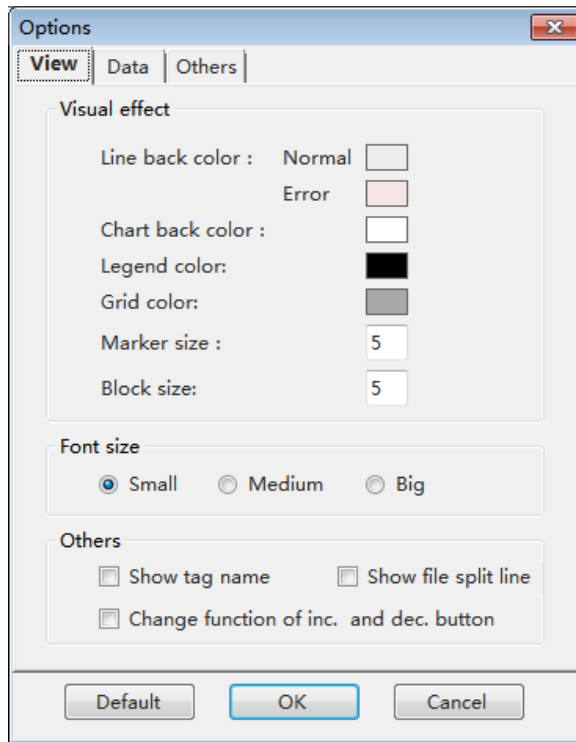 Options
View Data Others
Visual effect
Line back color : Normal
Error
Chart back color :
Legend color:
Grid color:
Marker size : 5
Block size: 5
Font size
Small Medium Big
Others
Show tag name Show file split line
Change function of inc. and dec. button
Default OK Cancel